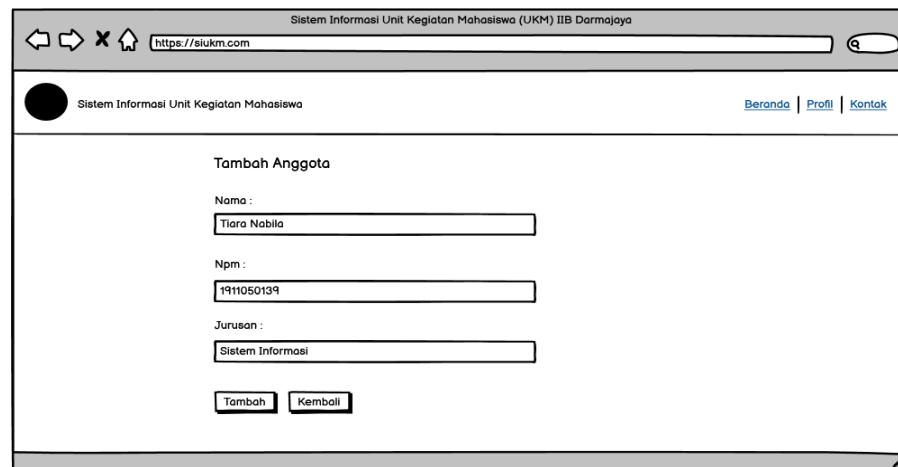 Sistem Informasi Unit Kegiatan Mahasiswa (UKM) IIB Darmajaya
https://siukm.com
Sistem Informasi Unit Kegiatan Mahasiswa
Beranda | Profil | Kontak
Tambah Anggota
Nama :
Tiara Nabila
Npm :
1911050139
Jurusan :
Sistem Informasi
Tambah Kembali